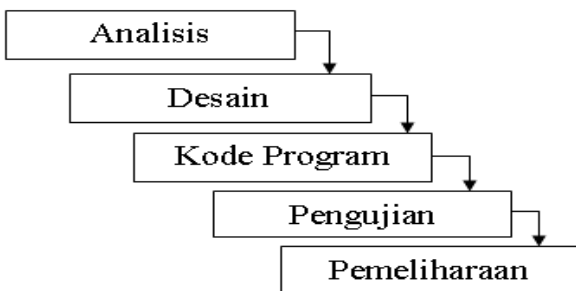 Analisis
Desain
Kode Program
Pengujian
Pemeliharaan